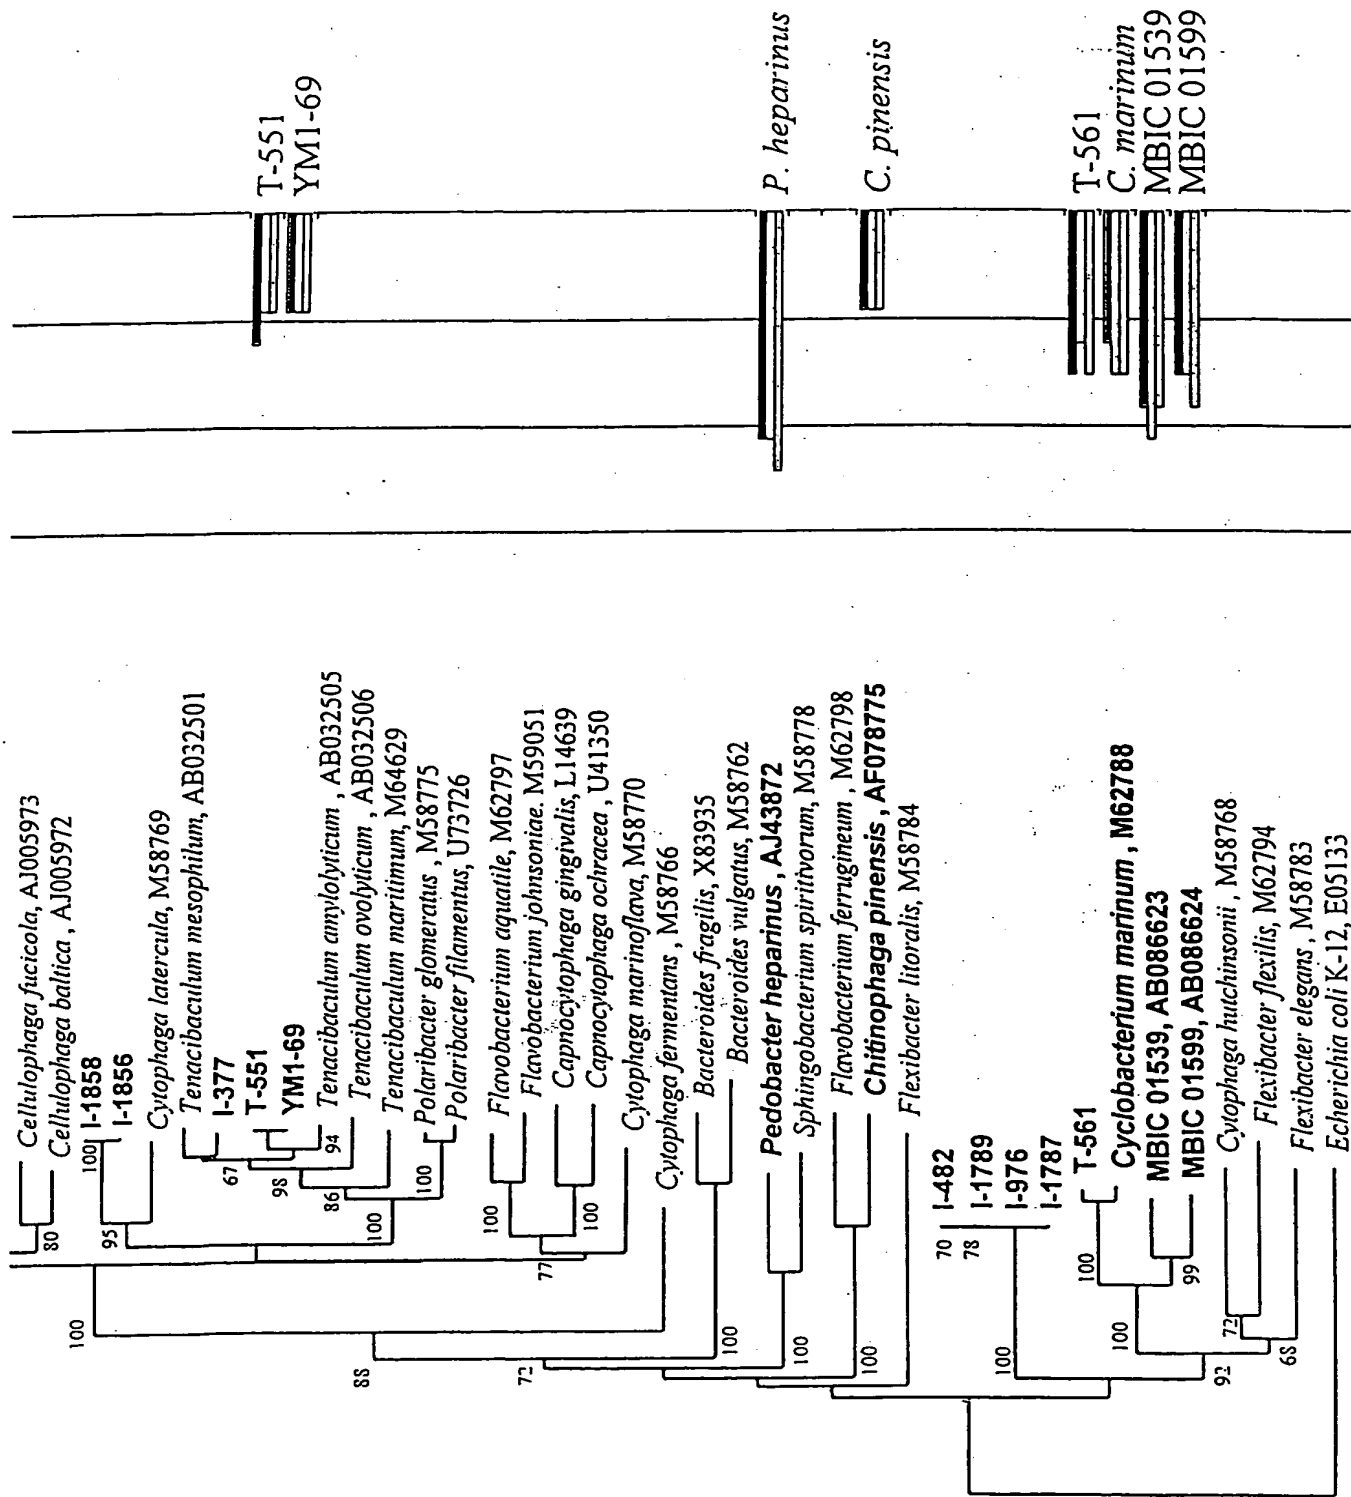 T-551
YM1-69
P. heparinus
C. pinensis
T-561
C. marinum
MBIC 01539
MBIC 01599
Cellulophaga fucicola, AJ005973
Cellulophaga baltica, AJ005972
I-1858
I-1856
Cytophaga latercula, M58769
Tenacibaculum mesophilum, AB032501
I-377
T-551
YM1-69
Tenacibaculum amylolyticum, AB032505
Tenacibaculum ovolyticum, AB032506
Tenacibaculum maritimum, M64629
Polaribacter glomeratus, M58775
Polaribacter filamentus, U73726
Flavobacterium aquatile, M62797
Flavobacterium johnsoniae. M59051
Capnocytophaga gingivalis, L14639
Capnocytophaga ochracea, U41350
Cytophaga marinoflava, M58770
Cytophaga fermentans, M58766
Bacteroides fragilis, X83935
Bacteroides vulgatus, M58762
Pedobacter heparinus, AJ43872
Sphingobacterium spiritivorum, M58778
Flavobacterium ferrugineum, M62798
Chitinophaga pinensis, AF078775
Flexibacter litoralis, M58784
I-482
I-1789
I-976
I-1787
T-561
Cyclobacterium marinum, M62788
MBIC 01539, AB086623
MBIC 01599, AB086624
Cytophaga hutchinsonii, M58768
Flexibacter flexilis, M62794
Flexibacter elegans, M58783
Echerichia coli K-12, E05133
80
100
95
67
94
98
86
100
100
100
100
77
100
88
100
72
100
100
70
78
100
100
99
100
92
72
68